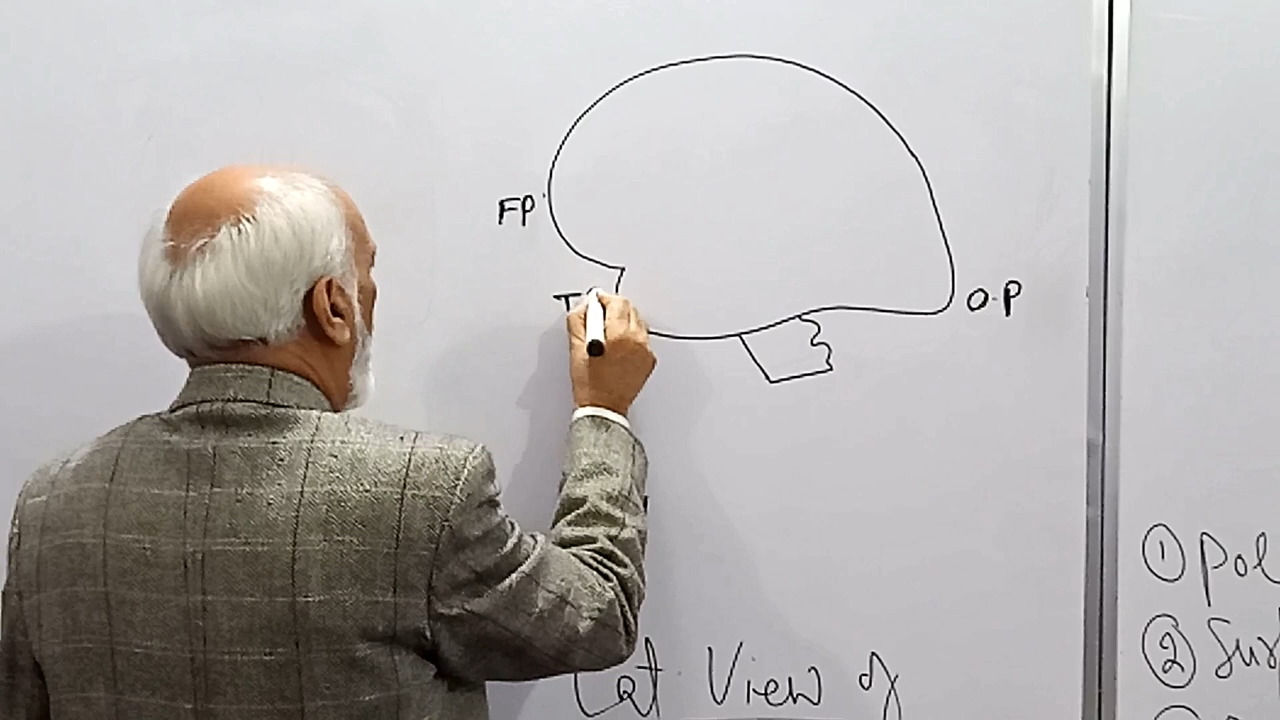 FP
T
O.P
Lat View of
① Pol
② Sur